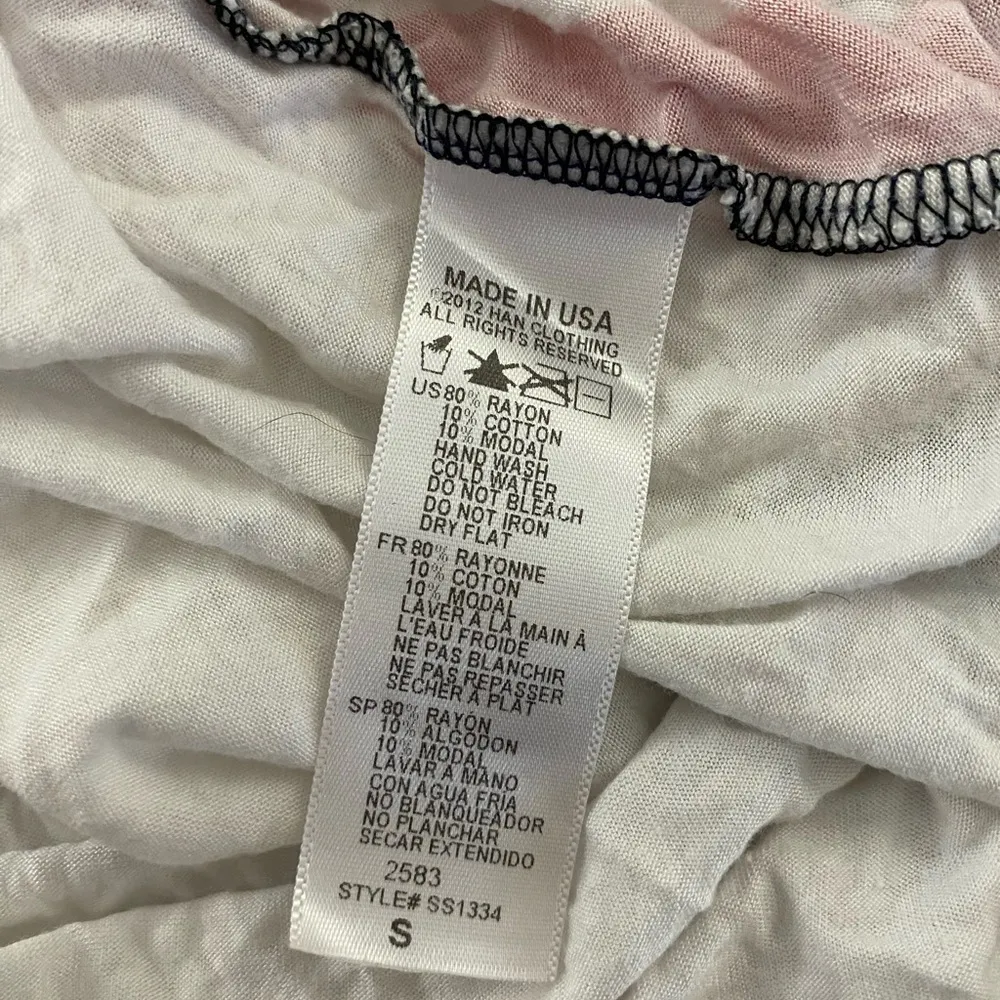 MADE IN USA
©2012 HAN CLOTHING
ALL RIGHTS RESERVED
US 80% RAYON
10% COTTON
10% MODAL
HAND WASH
COLD WATER
DO NOT BLEACH
DO NOT IRON
DRY FLAT
FR 80% RAYONNE
10% COTON
10% MODAL
LAVER À LA MAIN À
L'EAU FROIDE
NE PAS BLANCHIR
NE PAS REPASSER
SÉCHER À PLAT
SP 80% RAYÓN
10% ALGODON
10% MODAL
LAVAR A MANO
CON AGUA FRÍA
NO BLANQUEADOR
NO PLANCHAR
SECAR EXTENDIDO
2583
STYLE# SS1334
S